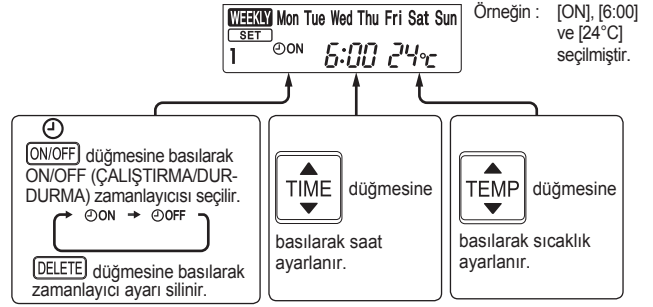 WEEKLY Mon Tue Wed Thu Fri Sat Sun
SET
1 ON 6:00 24°C
Örneğin : [ON], [6:00]
ve [24°C]
seçilmiştir.
ON/OFF düğmesine basılarak
ON/OFF (ÇALIŞTIRMA/DUR-
DURMA) zamanlayıcısı seçilir.
ON → OFF
DELETE düğmesine basılarak
zamanlayıcı ayarı silinir.
TIME düğmesine
basılarak saat
ayarlanır.
TEMP düğmesine
basılarak sıcaklık
ayarlanır.